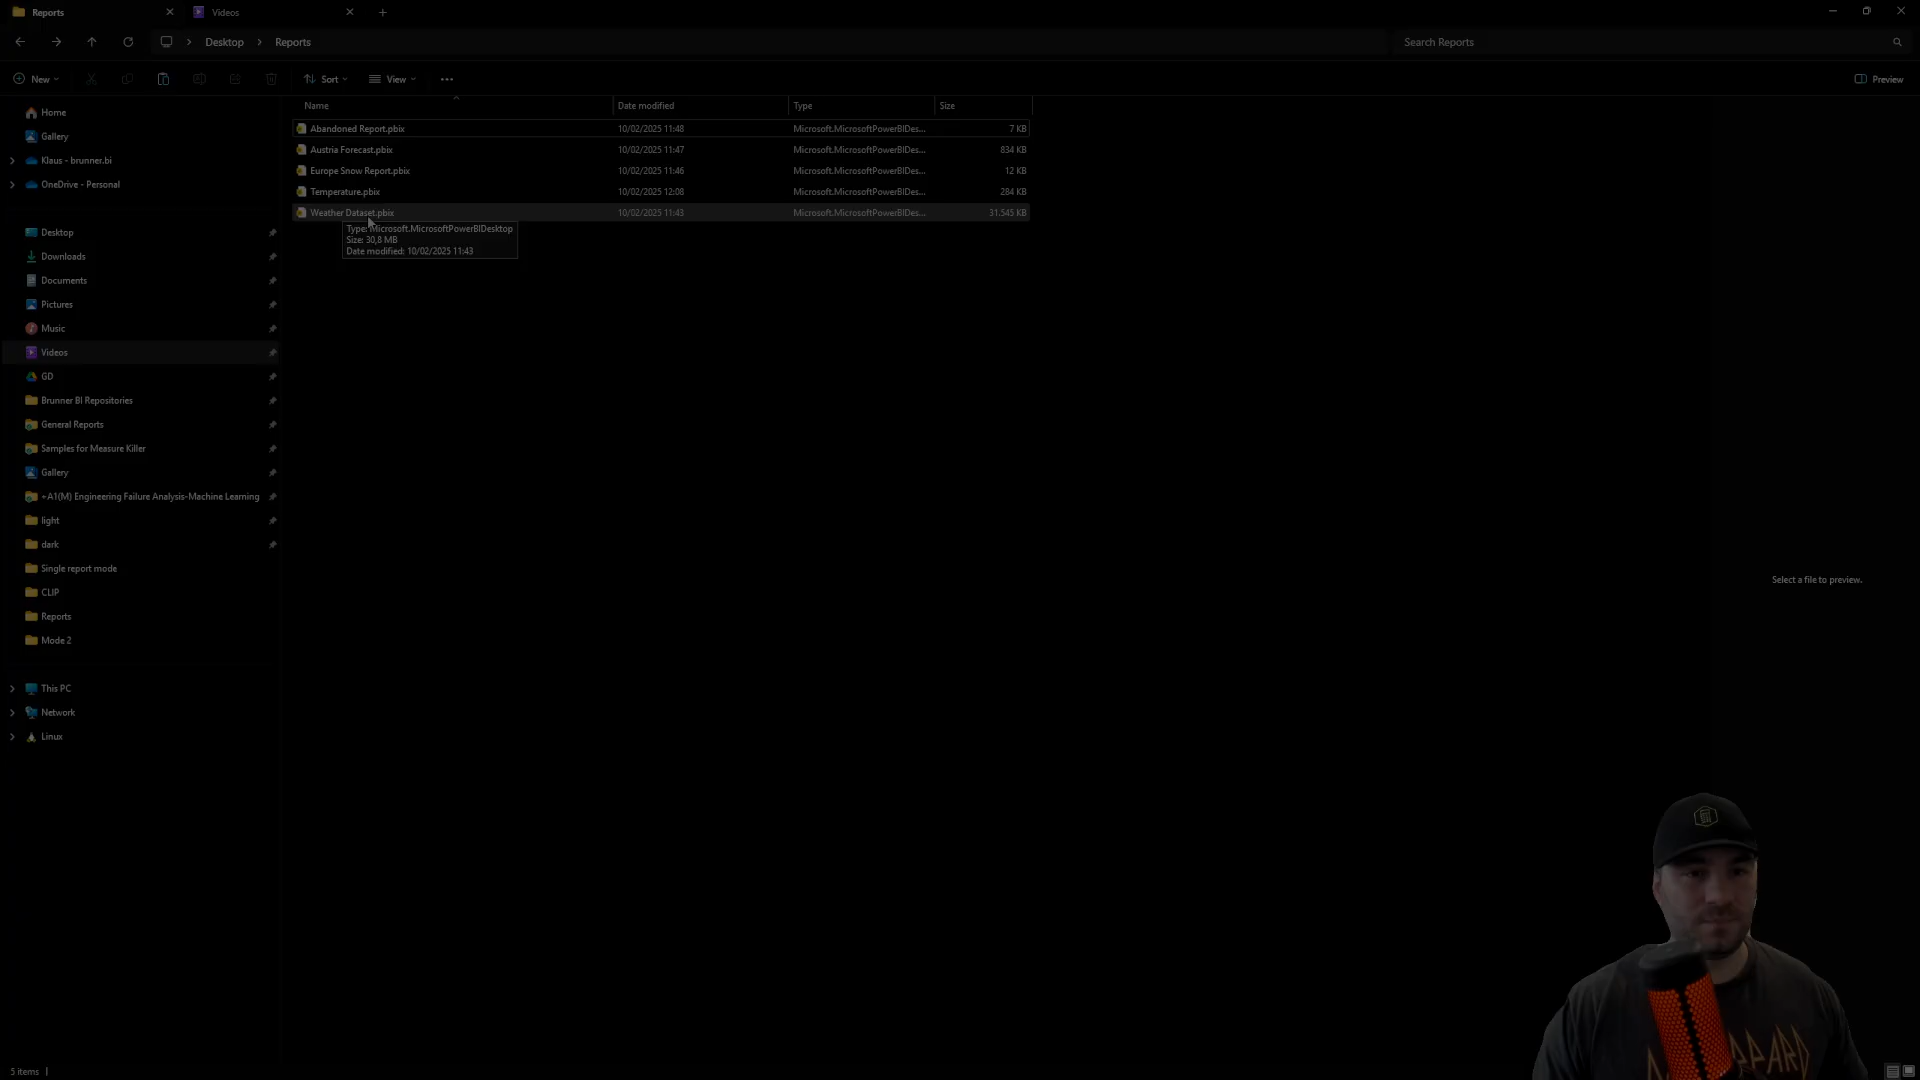 Reports
Videos
Desktop > Reports
Search Reports
New
Sort
View
Preview
Home
Gallery
Klaus - brunner.bi
OneDrive - Personal
Desktop
Downloads
Documents
Pictures
Music
Videos
GD
Brunner BI Repositories
General Reports
Samples for Measure Killer
Gallery
+A1(M) Engineering Failure Analysis-Machine Learning
light
dark
Single report mode
CLIP
Reports
Mode 2
This PC
Network
Linux
Name Date modified Type Size
Abandoned Report.pbix 10/02/2025 11:48 Microsoft.MicrosoftPowerBIDes... 7 KB
Austria Forecast.pbix 10/02/2025 11:47 Microsoft.MicrosoftPowerBIDes... 834 KB
Europe Snow Report.pbix 10/02/2025 11:46 Microsoft.MicrosoftPowerBIDes... 12 KB
Temperature.pbix 10/02/2025 12:08 Microsoft.MicrosoftPowerBIDes... 284 KB
Weather Dataset.pbix 10/02/2025 11:43 Microsoft.MicrosoftPowerBIDes... 31.545 KB
Type: Microsoft.MicrosoftPowerBIDesktop
Size: 30,8 MB
Date modified: 10/02/2025 11:43
Select a file to preview.
5 items